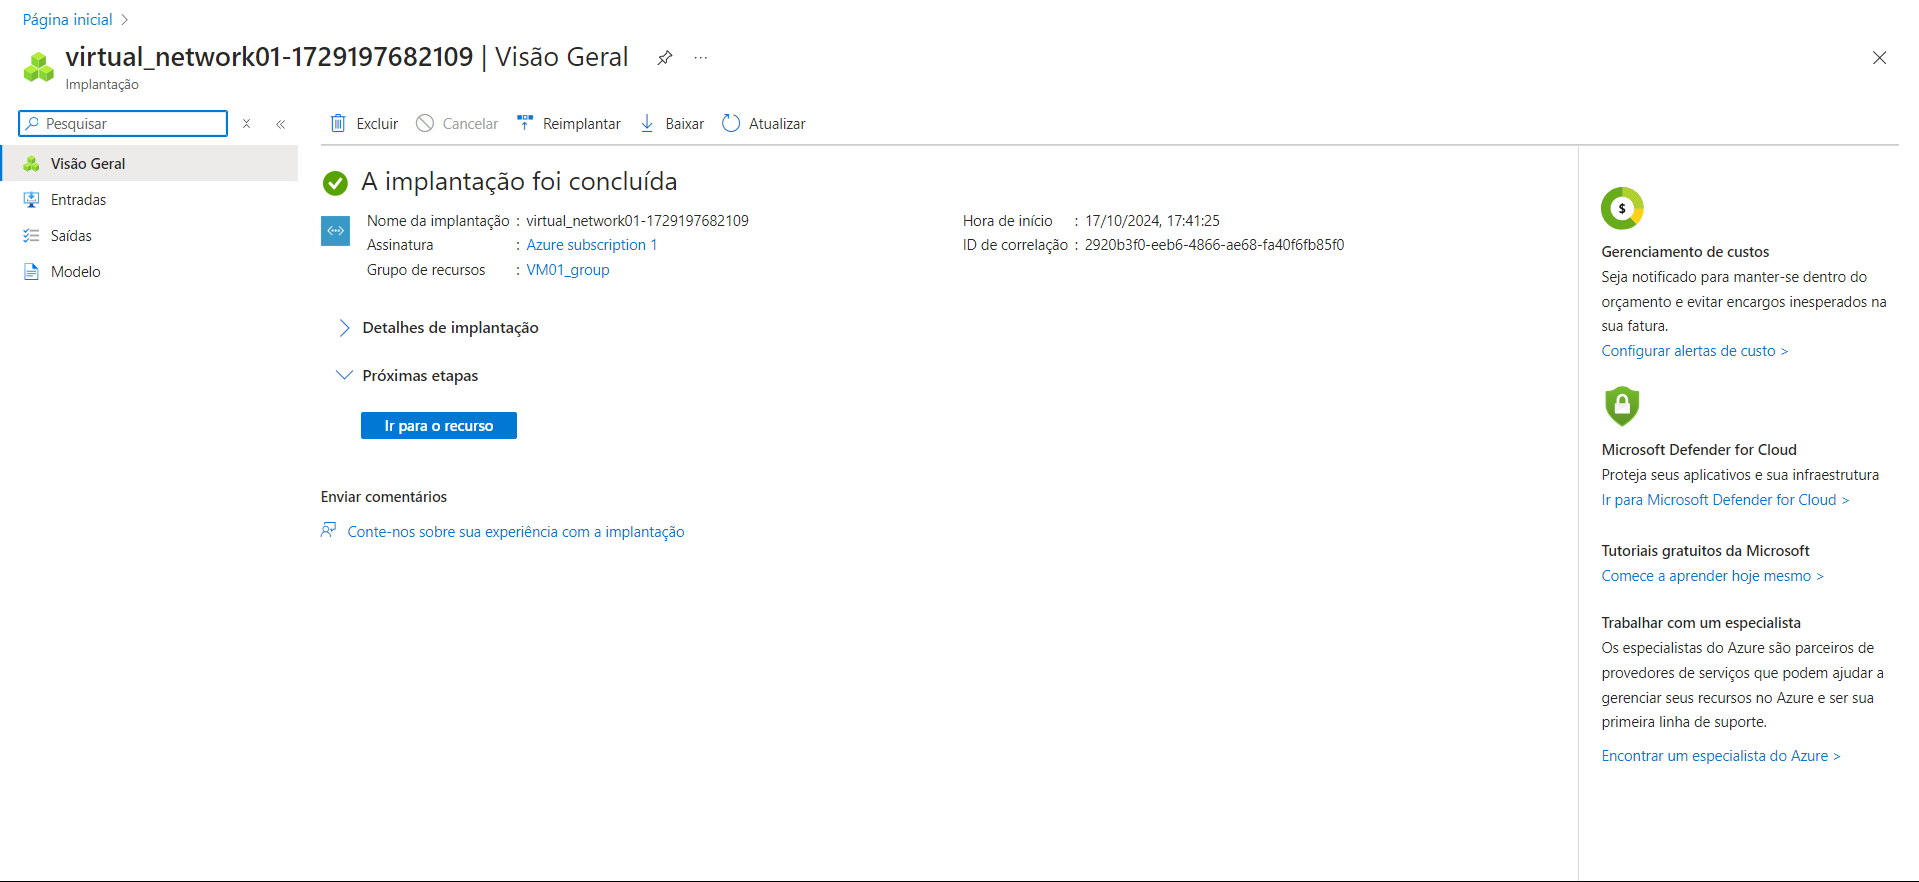 Página inicial
virtual_network01-1729197682109 | Visão Geral
Implantação
Pesquisar
Visão Geral
Entradas
Saídas
Modelo
Excluir Cancelar Reimplantar Baixar Atualizar
A implantação foi concluída
Nome da implantação : virtual_network01-1729197682109
Assinatura : Azure subscription 1
Grupo de recursos : VM01_group
Hora de início : 17/10/2024, 17:41:25
ID de correlação : 2920b3f0-eeb6-4866-ae68-fa40f6fb85f0
Detalhes de implantação
Próximas etapas
Ir para o recurso
Enviar comentários
Conte-nos sobre sua experiência com a implantação
Gerenciamento de custos
Seja notificado para manter-se dentro do
orçamento e evitar encargos inesperados na
sua fatura.
Configurar alertas de custo >
Microsoft Defender for Cloud
Proteja seus aplicativos e sua infraestrutura
Ir para Microsoft Defender for Cloud >
Tutoriais gratuitos da Microsoft
Comece a aprender hoje mesmo >
Trabalhar com um especialista
Os especialistas do Azure são parceiros de
provedores de serviços que podem ajudar a
gerenciar seus recursos no Azure e ser sua
primeira linha de suporte.
Encontrar um especialista do Azure >